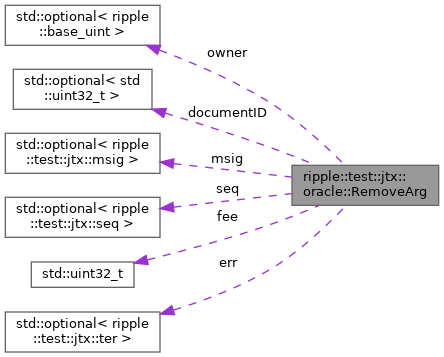 std::optional< ripple
::base_uint >
owner
std::optional< std
::uint32_t >
documentID
std::optional< ripple
::test::jtx::msig >
msig
ripple::test::jtx::
oracle::RemoveArg
seq
std::optional< ripple
::test::jtx::seq >
fee
std::uint32_t
err
std::optional< ripple
::test::jtx::ter >